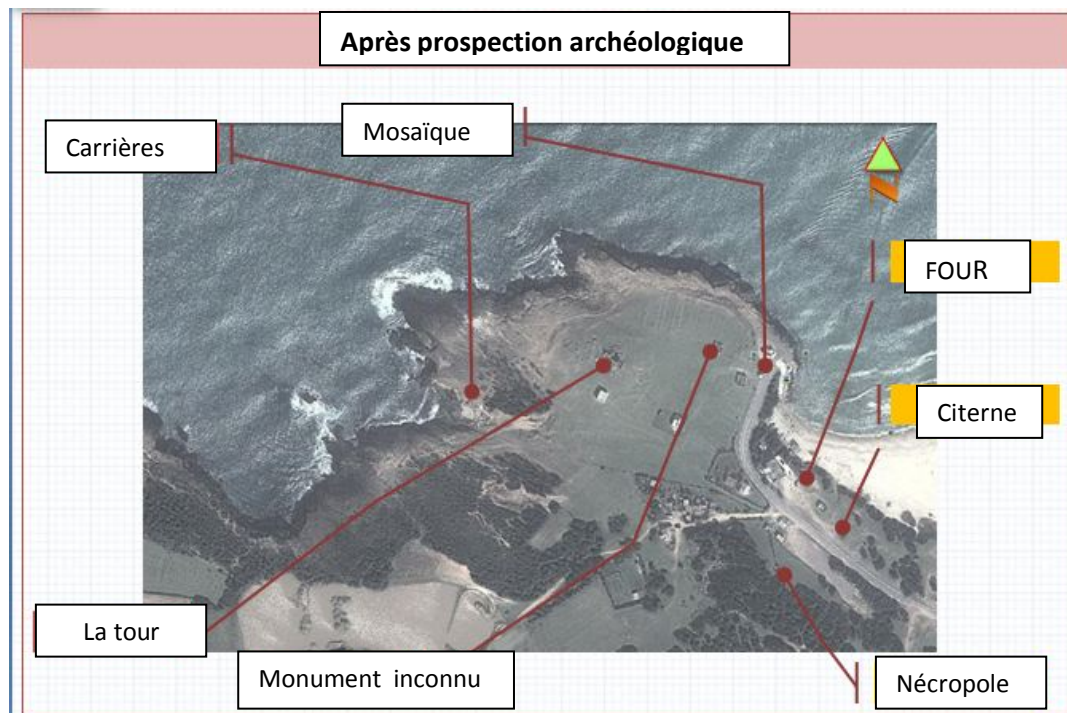 Après prospection archéologique
Mosaïque
Carrières
FOUR
Citerne
La tour
Monument inconnu
Nécropole